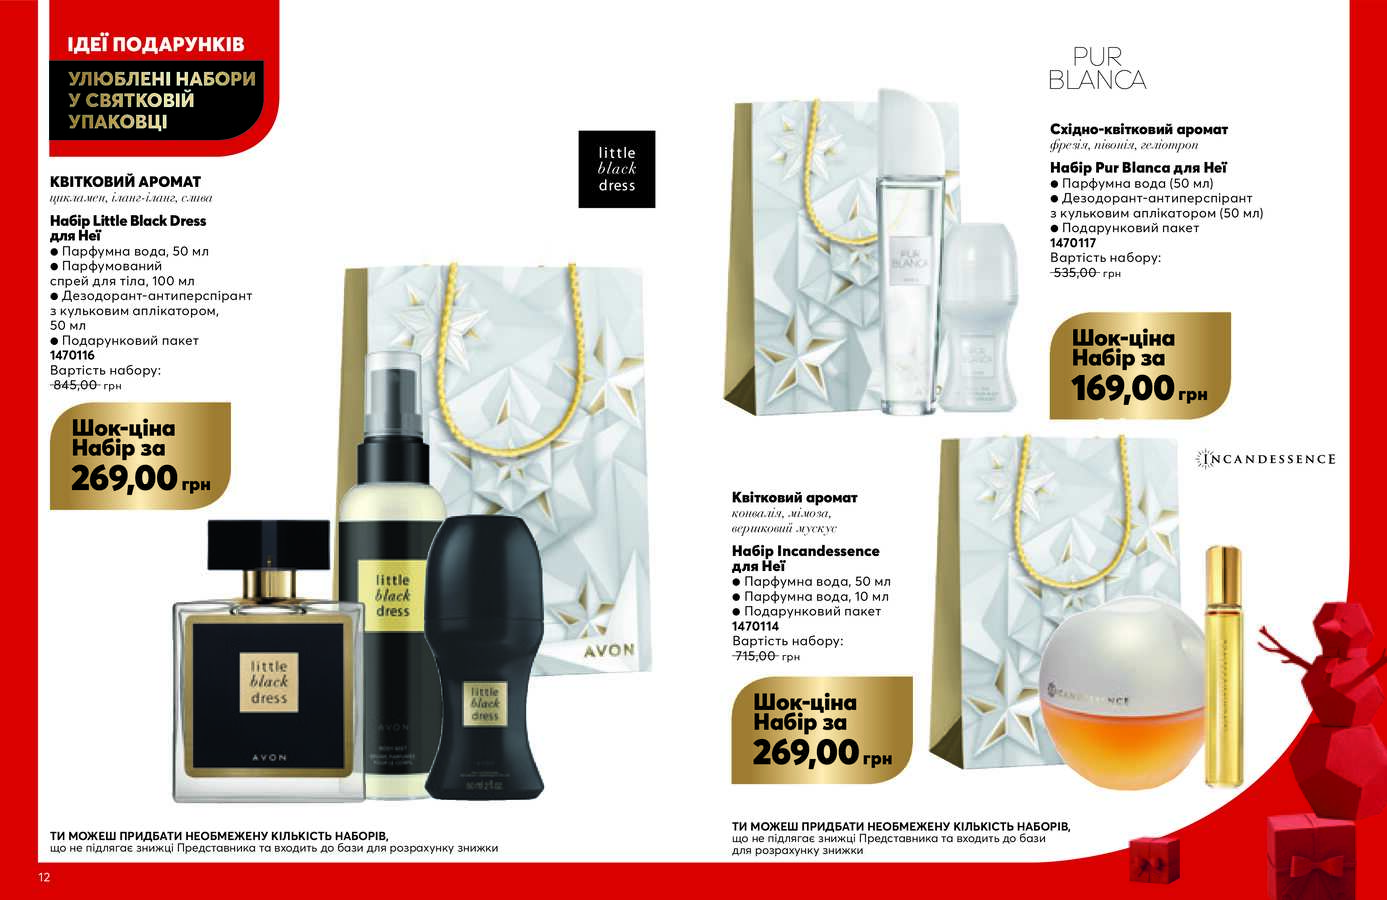 ІДЕЇ ПОДАРУНКІВ
УЛЮБЛЕНІ НАБОРИ
У СВЯТКОВІЙ
УПАКОВЦІ
КВІТКОВИЙ АРОМАТ
цикламен, іланг-іланг, слива
Набір Little Black Dress
для Неї
● Парфумна вода, 50 мл
● Парфумований
спрей для тіла, 100 мл
● Дезодорант-антиперспірант
з кульковим аплікатором,
50 мл
● Подарунковий пакет
1470116
Вартість набору:
845,00 грн
Шок-ціна
Набір за
269,00 грн
little
black
dress
little
black
dress
AVON
little
black
dress
AVON
BODY MIST
little
black
dress
AVON
ТИ МОЖЕШ ПРИДБАТИ НЕОБМЕЖЕНУ КІЛЬКІСТЬ НАБОРІВ,
що не підлягає знижці Представника та входить до бази для розрахунку знижки
12
PUR
BLANCA
Східно-квітковий аромат
фрезія, півонія, геліотроп
Набір Pur Blanca для Неї
● Парфумна вода (50 мл)
● Дезодорант-антиперспірант
з кульковим аплікатором (50 мл)
● Подарунковий пакет
1470117
Вартість набору:
535,00 грн
Шок-ціна
Набір за
169,00 грн
PUR
BLANCA
PUR
BLANCA
INCANDESSENCE
Квітковий аромат
конвалія, мімоза,
вершковий мускус
Набір Incandessence
для Неї
● Парфумна вода, 50 мл
● Парфумна вода, 10 мл
● Подарунковий пакет
1470114
Вартість набору:
715,00 грн
Шок-ціна
Набір за
269,00 грн
INCANDESSENCE
ТИ МОЖЕШ ПРИДБАТИ НЕОБМЕЖЕНУ КІЛЬКІСТЬ НАБОРІВ,
що не підлягає знижці Представника та входить до бази
для розрахунку знижки